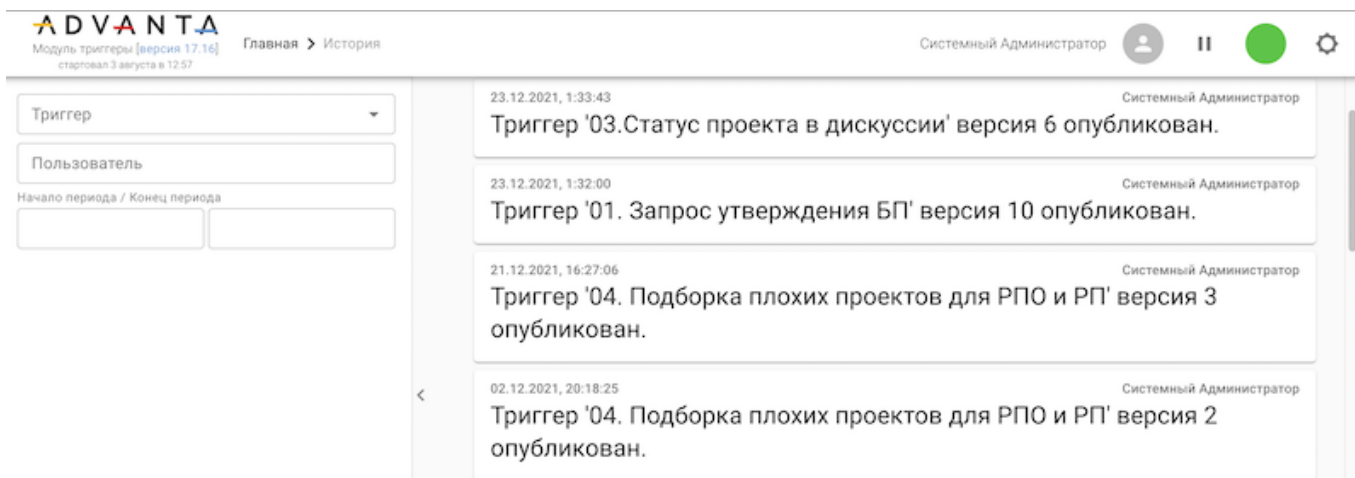 ADVANTA
Модуль триггеры [версия 17.16]
стартовал 3 августа в 12:57
Главная > История
Системный Администратор
Триггер
Пользователь
Начало периода / Конец периода
23.12.2021, 1:33:43 Системный Администратор
Триггер '03.Статус проекта в дискуссии' версия 6 опубликован.
23.12.2021, 1:32:00 Системный Администратор
Триггер '01. Запрос утверждения БП' версия 10 опубликован.
21.12.2021, 16:27:06 Системный Администратор
Триггер '04. Подборка плохих проектов для РПО и РП' версия 3
опубликован.
02.12.2021, 20:18:25 Системный Администратор
Триггер '04. Подборка плохих проектов для РПО и РП' версия 2
опубликован.